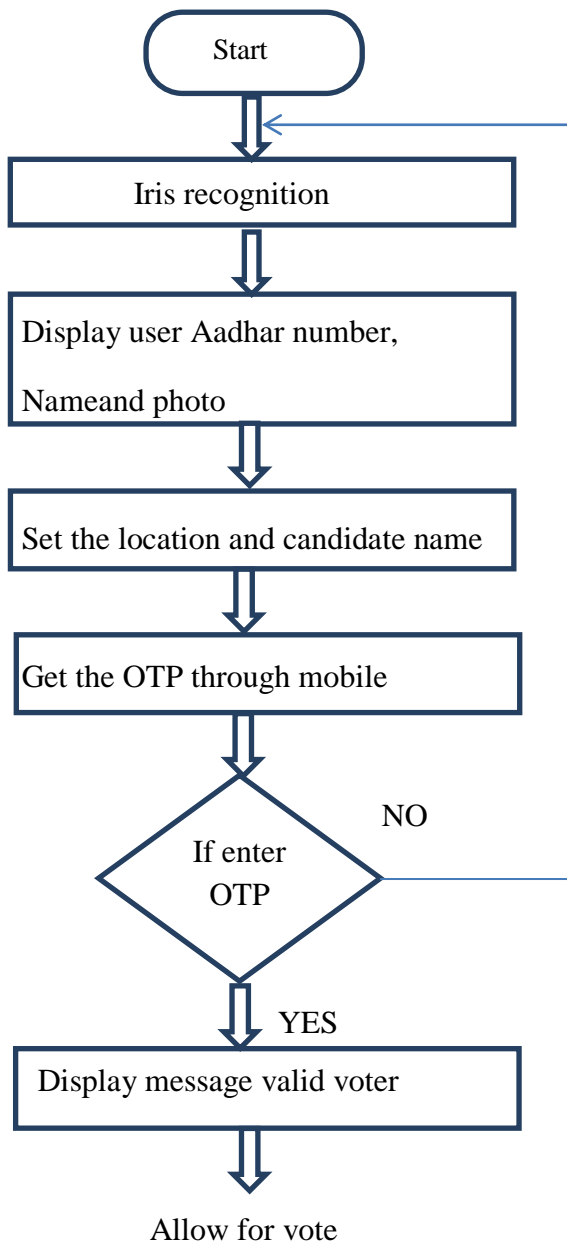 Start
Iris recognition
Display user Aadhar number,
Nameand photo
Set the location and candidate name
Get the OTP through mobile
NO
If enter
OTP
YES
Display message valid voter
Allow for vote